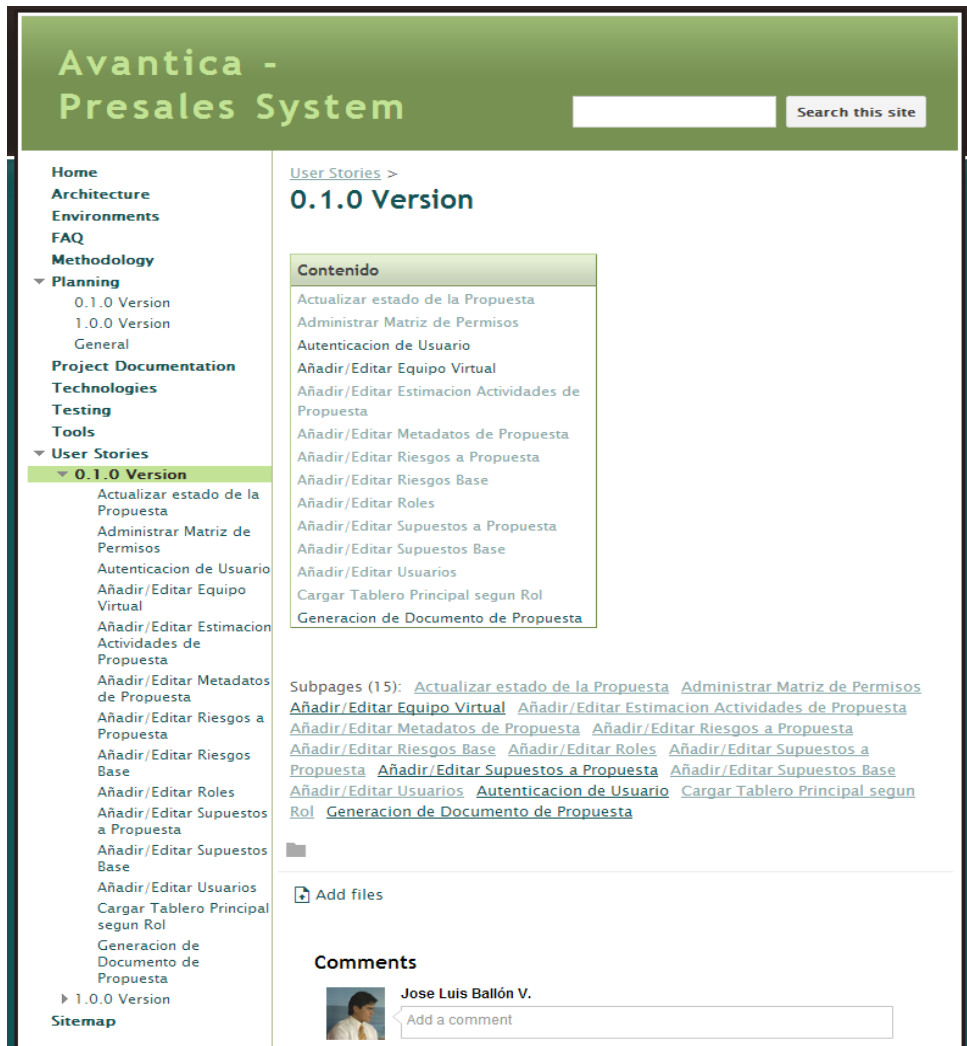 Avantica -
Presales System
Search this site
Home
Architecture
Environments
FAQ
Methodology
Planning
0.1.0 Version
1.0.0 Version
General
Project Documentation
Technologies
Testing
Tools
User Stories
0.1.0 Version
Actualizar estado de la
Propuesta
Administrar Matriz de
Permisos
Autenticacion de Usuario
Añadir/Editar Equipo
Virtual
Añadir/Editar Estimacion
Actividades de
Propuesta
Añadir/Editar Metadatos
de Propuesta
Añadir/Editar Riesgos a
Propuesta
Añadir/Editar Riesgos
Base
Añadir/Editar Roles
Añadir/Editar Supuestos
a Propuesta
Añadir/Editar Supuestos
Base
Añadir/Editar Usuarios
Cargar Tablero Principal
segun Rol
Generacion de
Documento de
Propuesta
1.0.0 Version
Sitemap
User Stories >
0.1.0 Version
Contenido
Actualizar estado de la Propuesta
Administrar Matriz de Permisos
Autenticacion de Usuario
Añadir/Editar Equipo Virtual
Añadir/Editar Estimacion Actividades de
Propuesta
Añadir/Editar Metadatos de Propuesta
Añadir/Editar Riesgos a Propuesta
Añadir/Editar Riesgos Base
Añadir/Editar Roles
Añadir/Editar Supuestos a Propuesta
Añadir/Editar Supuestos Base
Añadir/Editar Usuarios
Cargar Tablero Principal segun Rol
Generacion de Documento de Propuesta
Subpages (15): Actualizar estado de la Propuesta Administrar Matriz de Permisos
Añadir/Editar Equipo Virtual Añadir/Editar Estimacion Actividades de Propuesta
Añadir/Editar Metadatos de Propuesta Añadir/Editar Riesgos a Propuesta
Añadir/Editar Riesgos Base Añadir/Editar Roles Añadir/Editar Supuestos a
Propuesta Añadir/Editar Supuestos a Propuesta Añadir/Editar Supuestos Base
Añadir/Editar Usuarios Autenticacion de Usuario Cargar Tablero Principal segun
Rol Generacion de Documento de Propuesta
Add files
Comments
Jose Luis Ballón V.
Add a comment